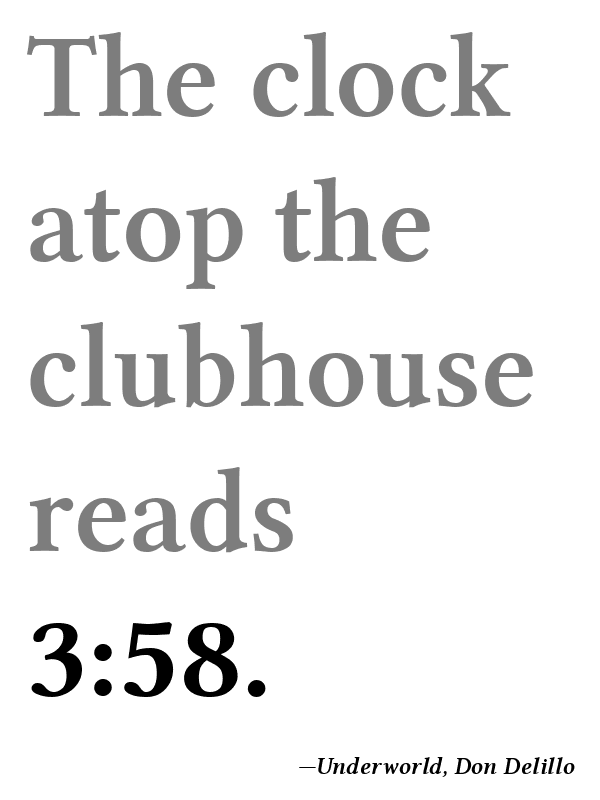 The clock
atop the
clubhouse
reads
3:58.
—Underworld, Don Delillo